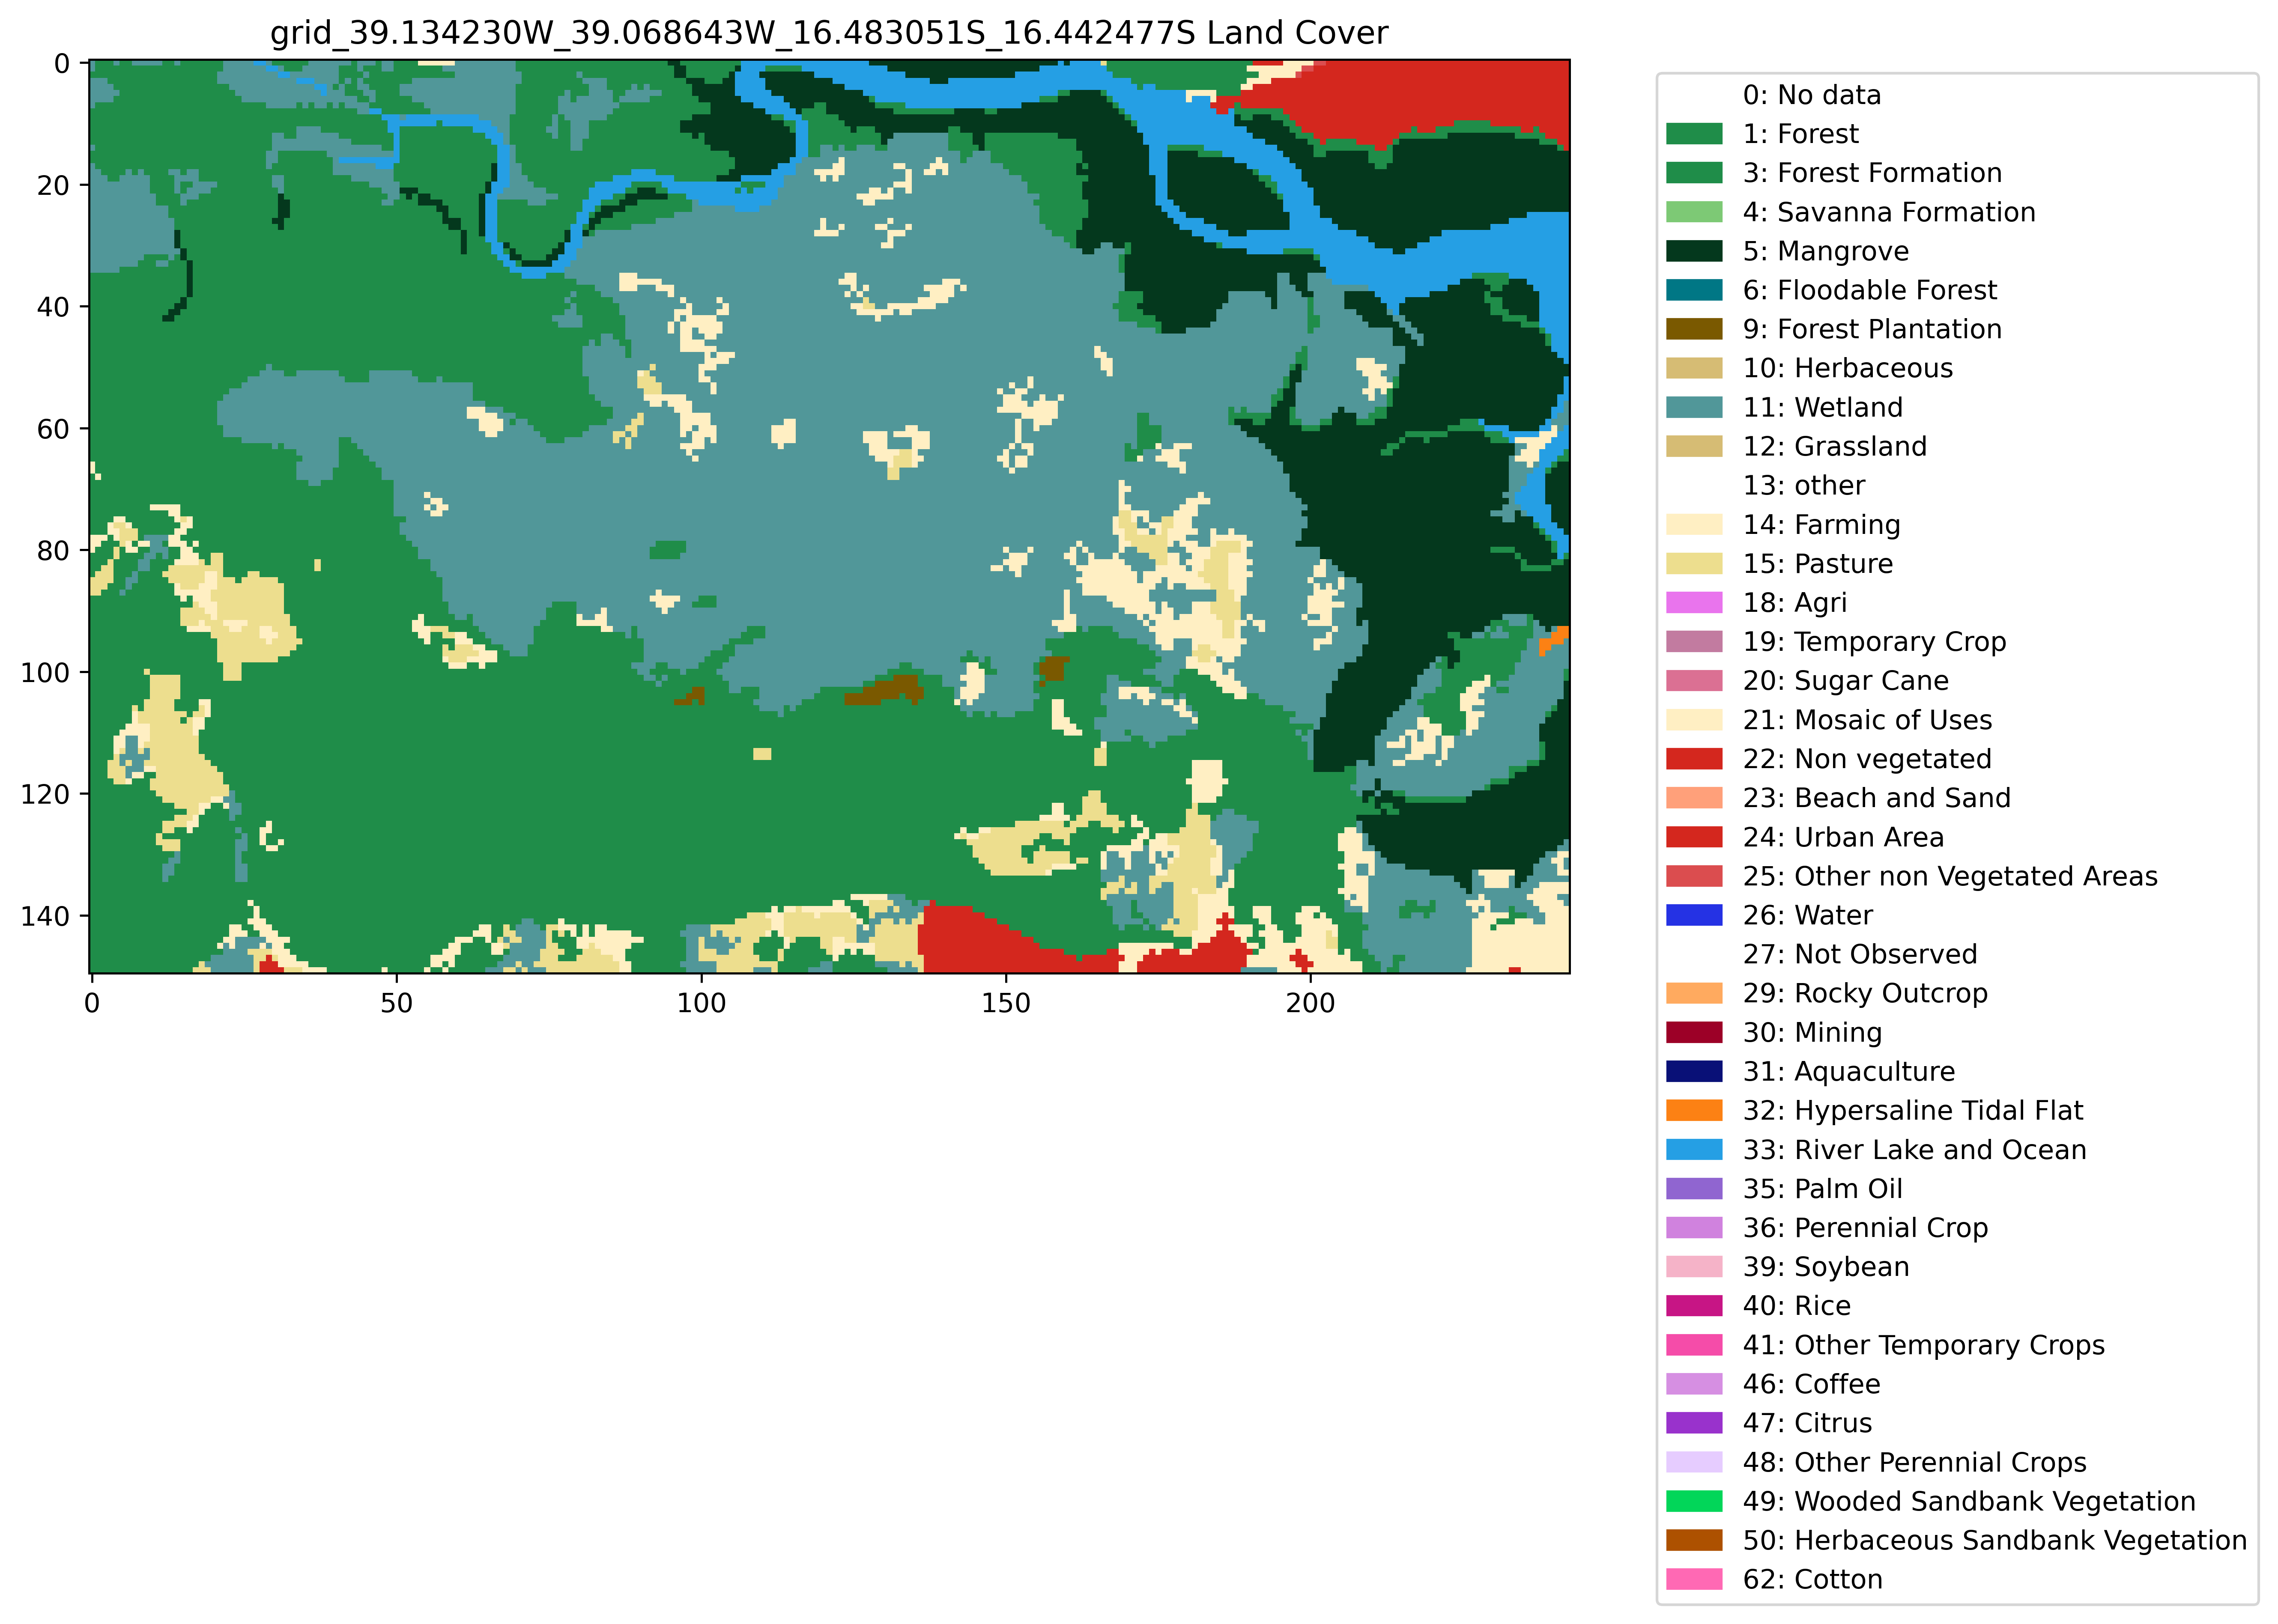 grid_39.134230W_39.068643W_16.483051S_16.442477S Land Cover
0
20
40
60
80
100
120
140
0 50 100 150 200
0: No data
1: Forest
3: Forest Formation
4: Savanna Formation
5: Mangrove
6: Floodable Forest
9: Forest Plantation
10: Herbaceous
11: Wetland
12: Grassland
13: other
14: Farming
15: Pasture
18: Agri
19: Temporary Crop
20: Sugar Cane
21: Mosaic of Uses
22: Non vegetated
23: Beach and Sand
24: Urban Area
25: Other non Vegetated Areas
26: Water
27: Not Observed
29: Rocky Outcrop
30: Mining
31: Aquaculture
32: Hypersaline Tidal Flat
33: River Lake and Ocean
35: Palm Oil
36: Perennial Crop
39: Soybean
40: Rice
41: Other Temporary Crops
46: Coffee
47: Citrus
48: Other Perennial Crops
49: Wooded Sandbank Vegetation
50: Herbaceous Sandbank Vegetation
62: Cotton